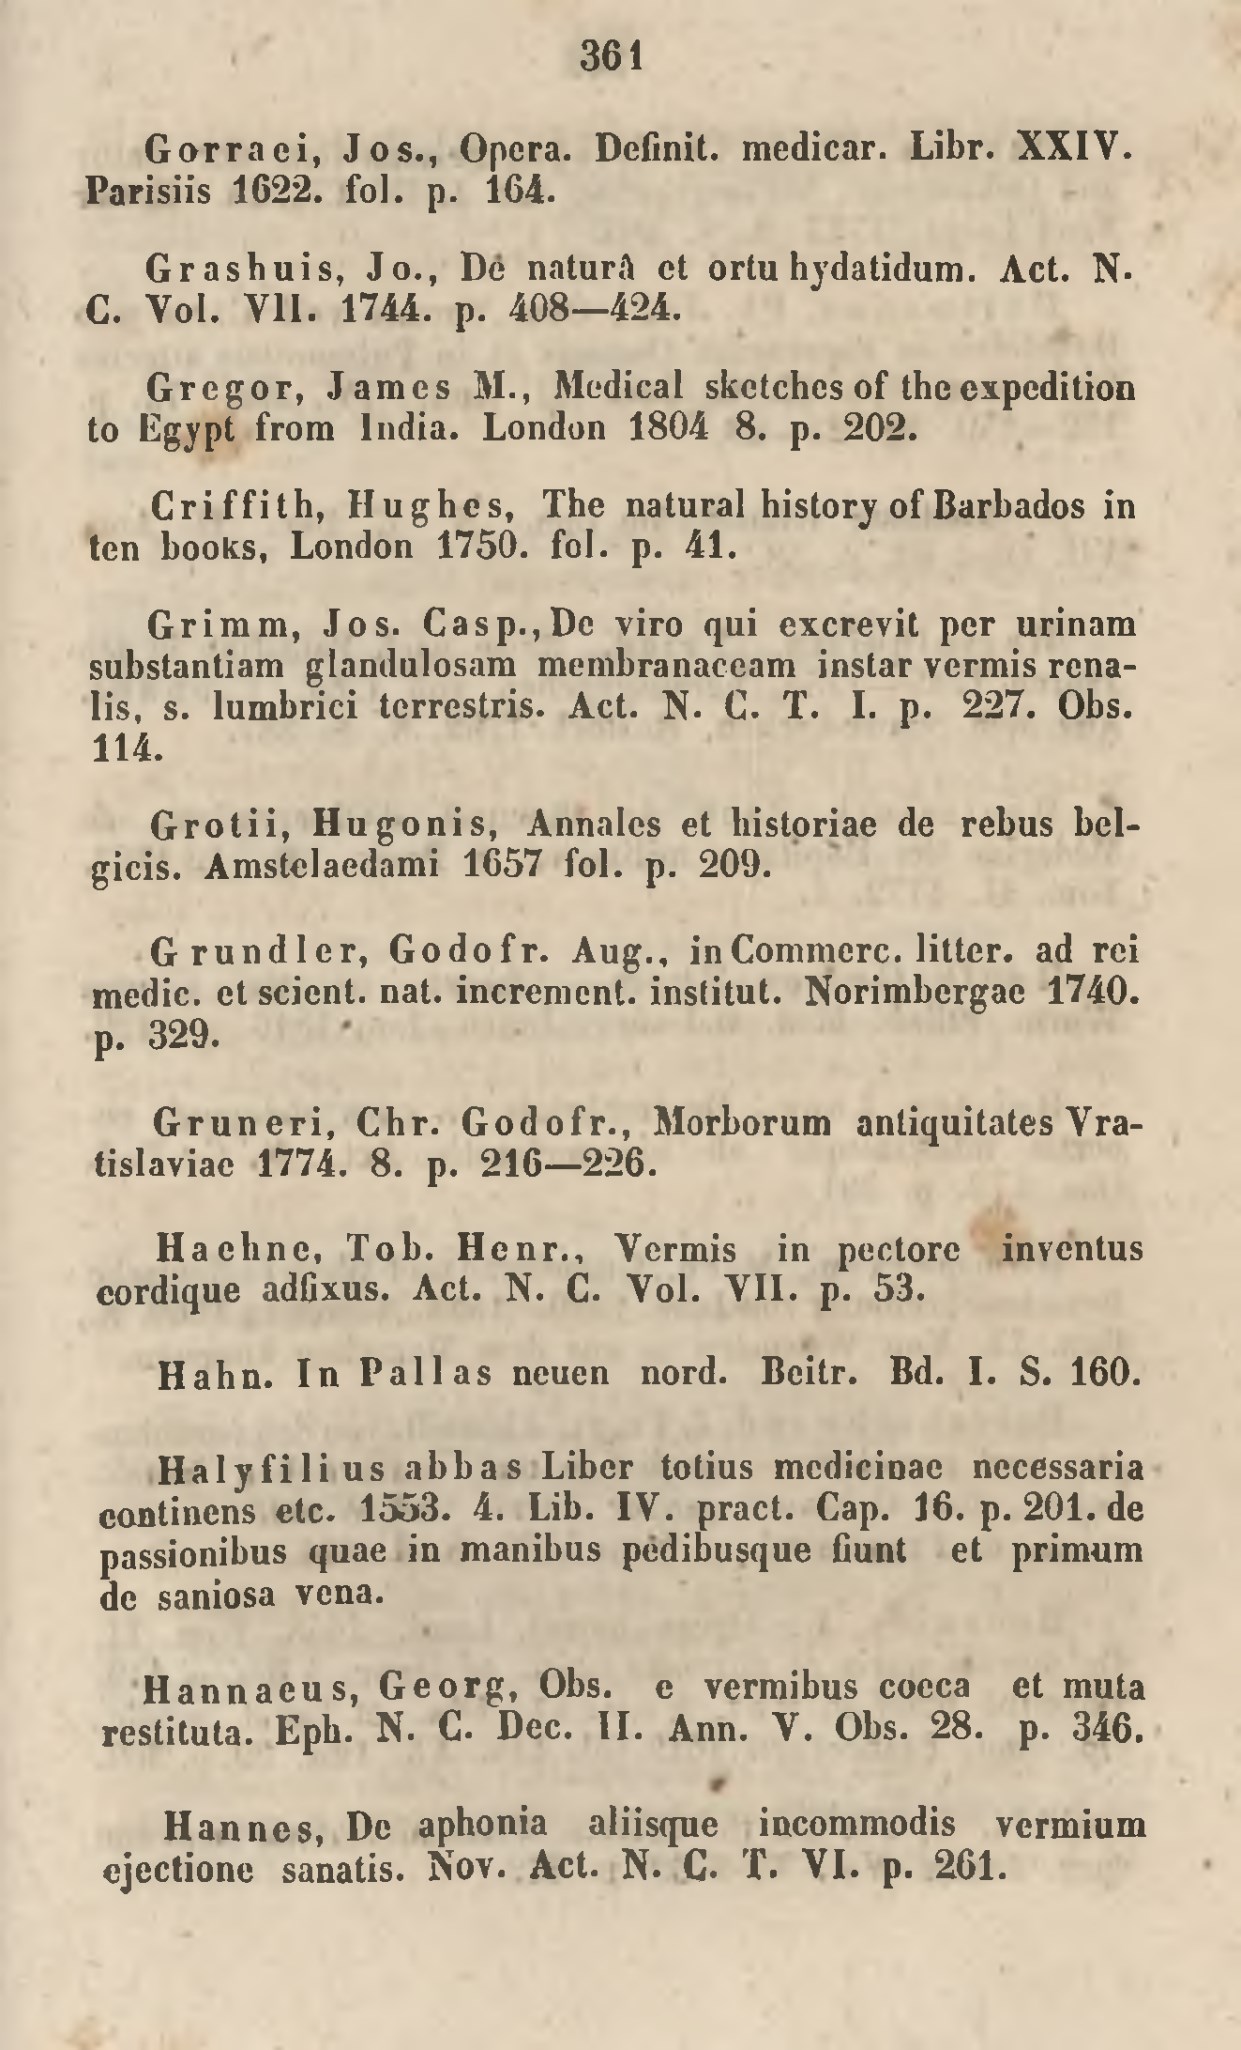 361
Gorraei, Jos., Opera. Definit. medicar. Libr. XXIV.
Parisiis 1622. fol. p. 164.
Grashuis, Jo., De naturâ et ortu hydatidum. Act. N.
C. Vol. VII. 1744. p. 408—424.
Gregor, James M., Medical sketches of the expedition
to Egypt from India. London 1804 8. p. 202.
Criffith, Hughes, The natural history of Barbados in
ten books, London 1750. fol. p. 41.
Grimm, Jos. Casp., De viro qui excrevit per urinam
substantiam glandulosam membranaceam instar vermis rena-
lis, s. lumbrici terrestris. Act. N. C. T. I. p. 227. Obs.
114.
Grotii, Hugonis, Annales et historiae de rebus bel-
gicis. Amstelaedami 1657 fol. p. 209.
Grundler, Godofr. Aug., in Commerc. litter. ad rei
medic. et scient. nat. increment. institut. Norimbergae 1740.
p. 329.
Gruneri, Chr. Godofr., Morborum antiquitates Vra-
tislaviae 1774. 8. p. 216—226.
Haehne, Tob. Henr., Vermis in pectore inventus
cordique adfixus. Act. N. C. Vol. VII. p. 53.
Hahn. In Pallas neuen nord. Beitr. Bd. I. S. 160.
Halyfilius abbas Liber totius medicinae necessaria
continens etc. 1553. 4. Lib. IV. pract. Cap. 16. p. 201. de
passionibus quae in manibus pedibusque fiunt et primum
de saniosa vena.
Hannaeus, Georg, Obs. e vermibus coeca et muta
restituta. Eph. N. C. Dec. II. Ann. V. Obs. 28. p. 346.
Hannes, De aphonia aliisque incommodis vermium
ejectione sanatis. Nov. Act. N. C. T. VI. p. 261.